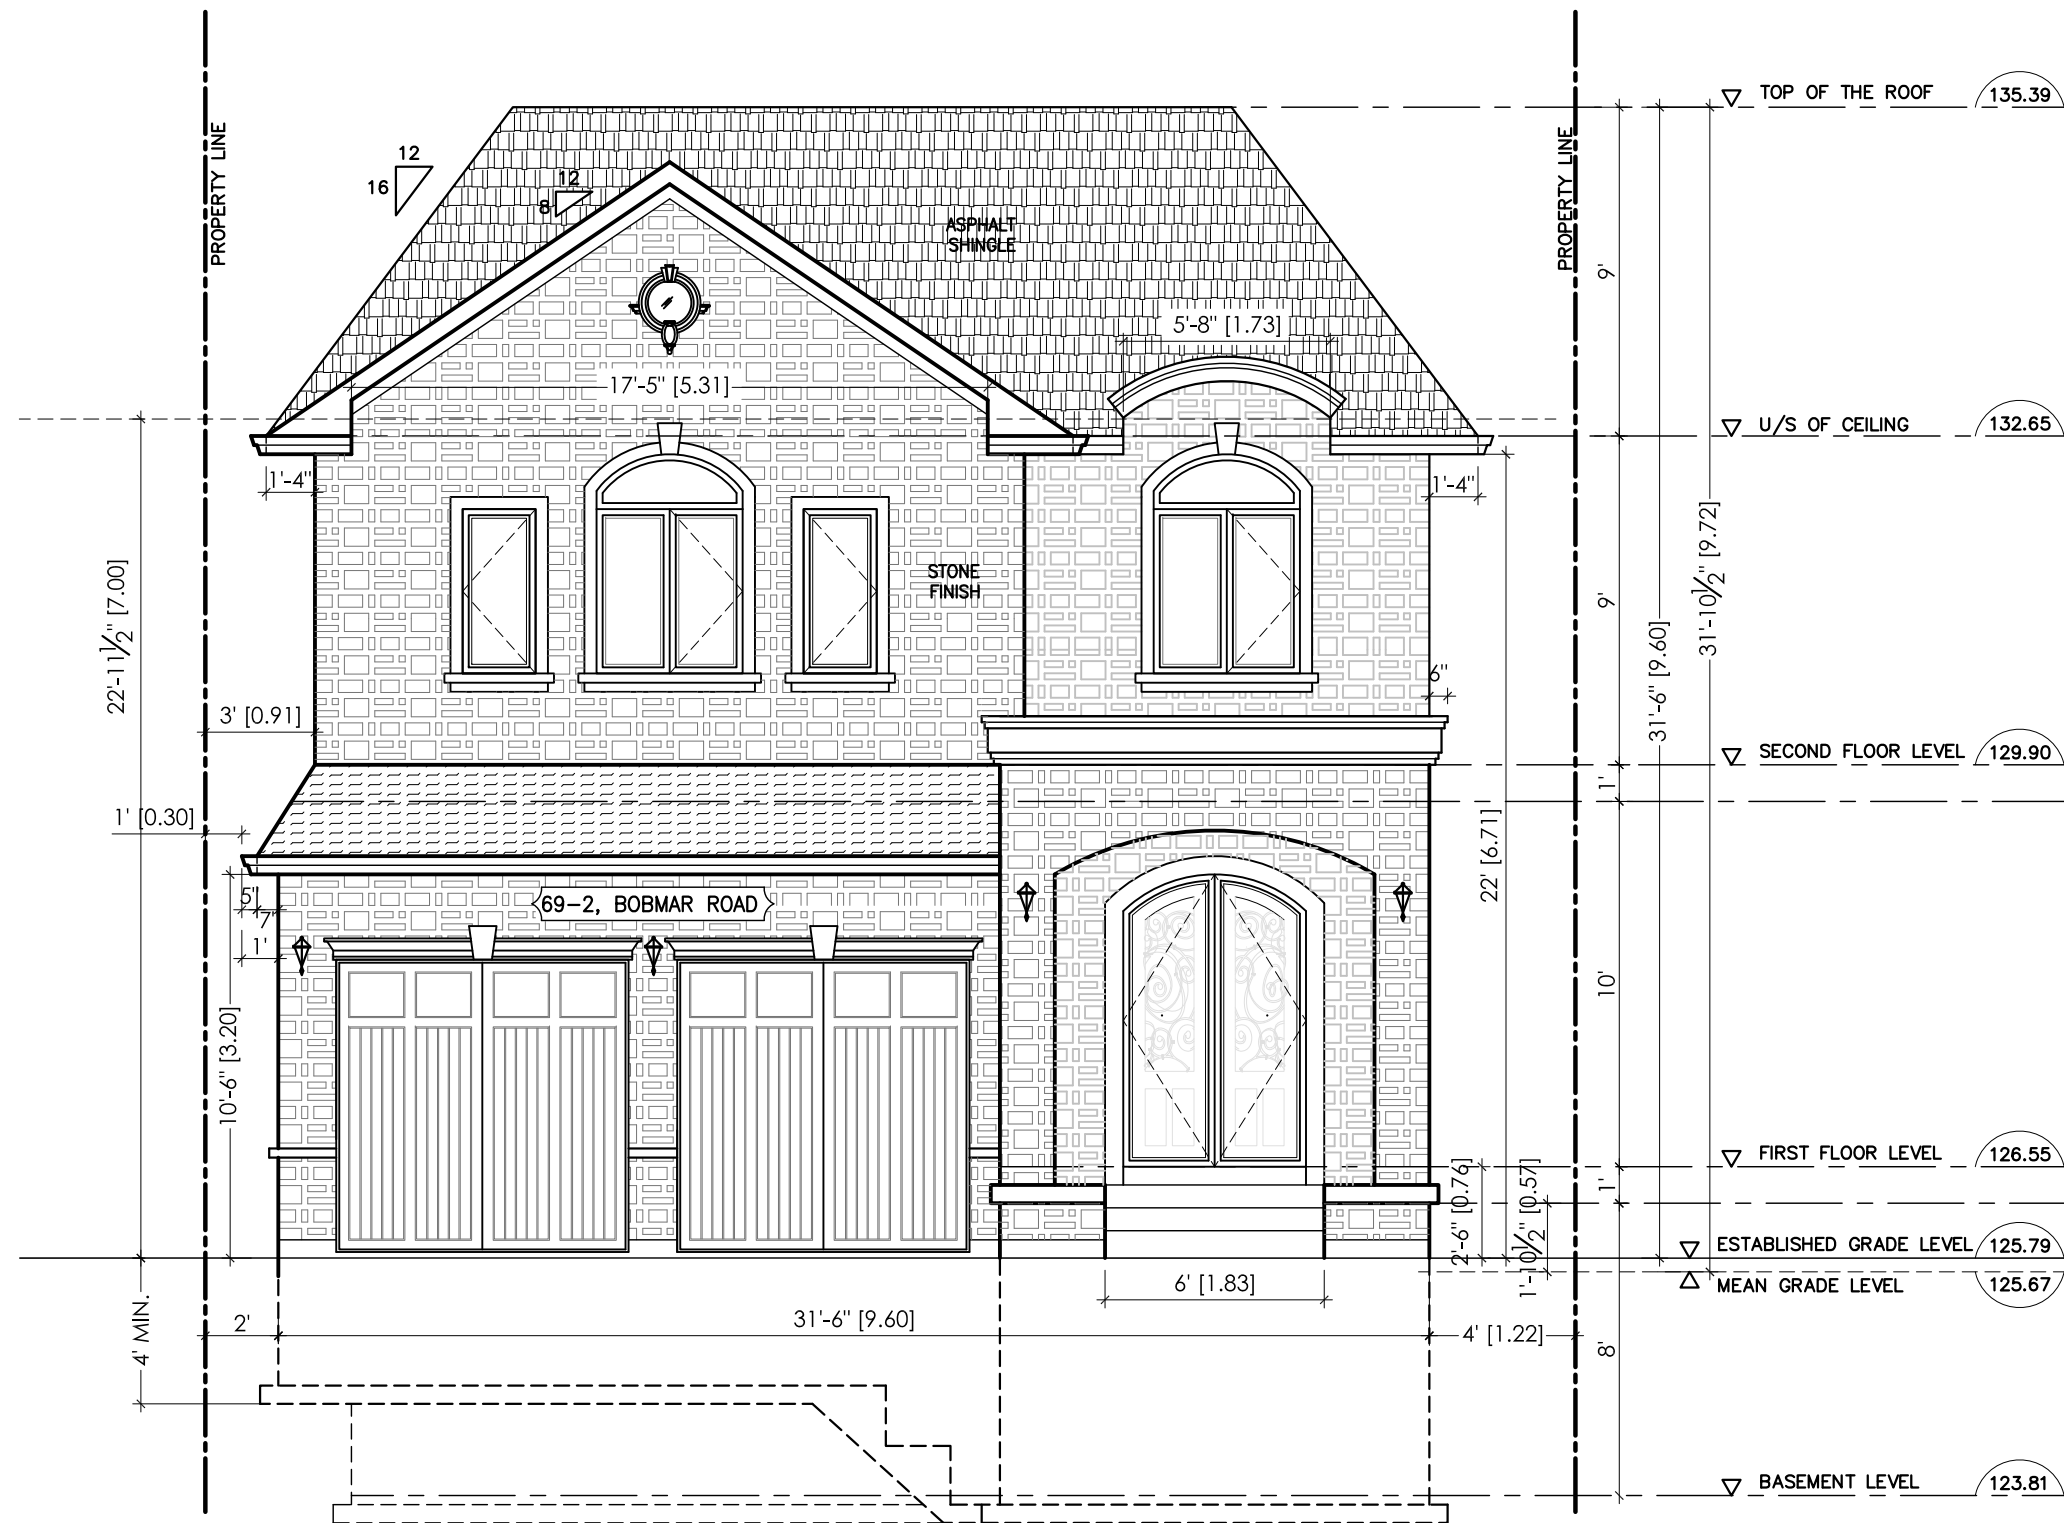 TOP OF THE ROOF 135.39
PROPERTY LINE
PROPERTY LINE
12
16
12
8
ASPHALT
SHINGLE
9'
5'-8" [1.73]
17'-5" [5.31]
U/S OF CEILING 132.65
1'-4"
1'-4"
31'-10 1/2" [9.72]
STONE
FINISH
22'-11 1/2" [7.00]
9'
31'-6" [9.60]
6"
3' [0.91]
SECOND FLOOR LEVEL 129.90
1'
1' [0.30]
22' [6.71]
5"
7"
1'
69-2, BOBMAR ROAD
10'
10'-6" [3.20]
FIRST FLOOR LEVEL 126.55
1'
2'-6" [0.76]
1'-10 1/2" [0.57]
ESTABLISHED GRADE LEVEL 125.79
MEAN GRADE LEVEL 125.67
6' [1.83]
4' MIN.
2'
31'-6" [9.60]
4' [1.22]
8'
BASEMENT LEVEL 123.81